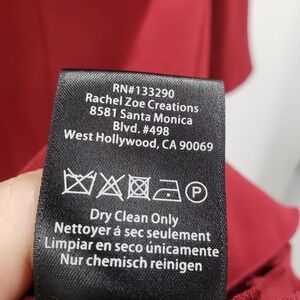 RN#133290
Rachel Zoe Creations
8581 Santa Monica
Blvd. #498
West Hollywood, CA 90069
P
Dry Clean Only
Nettoyer á sec seulement
Limpiar en seco únicamente
Nur chemisch reinigen